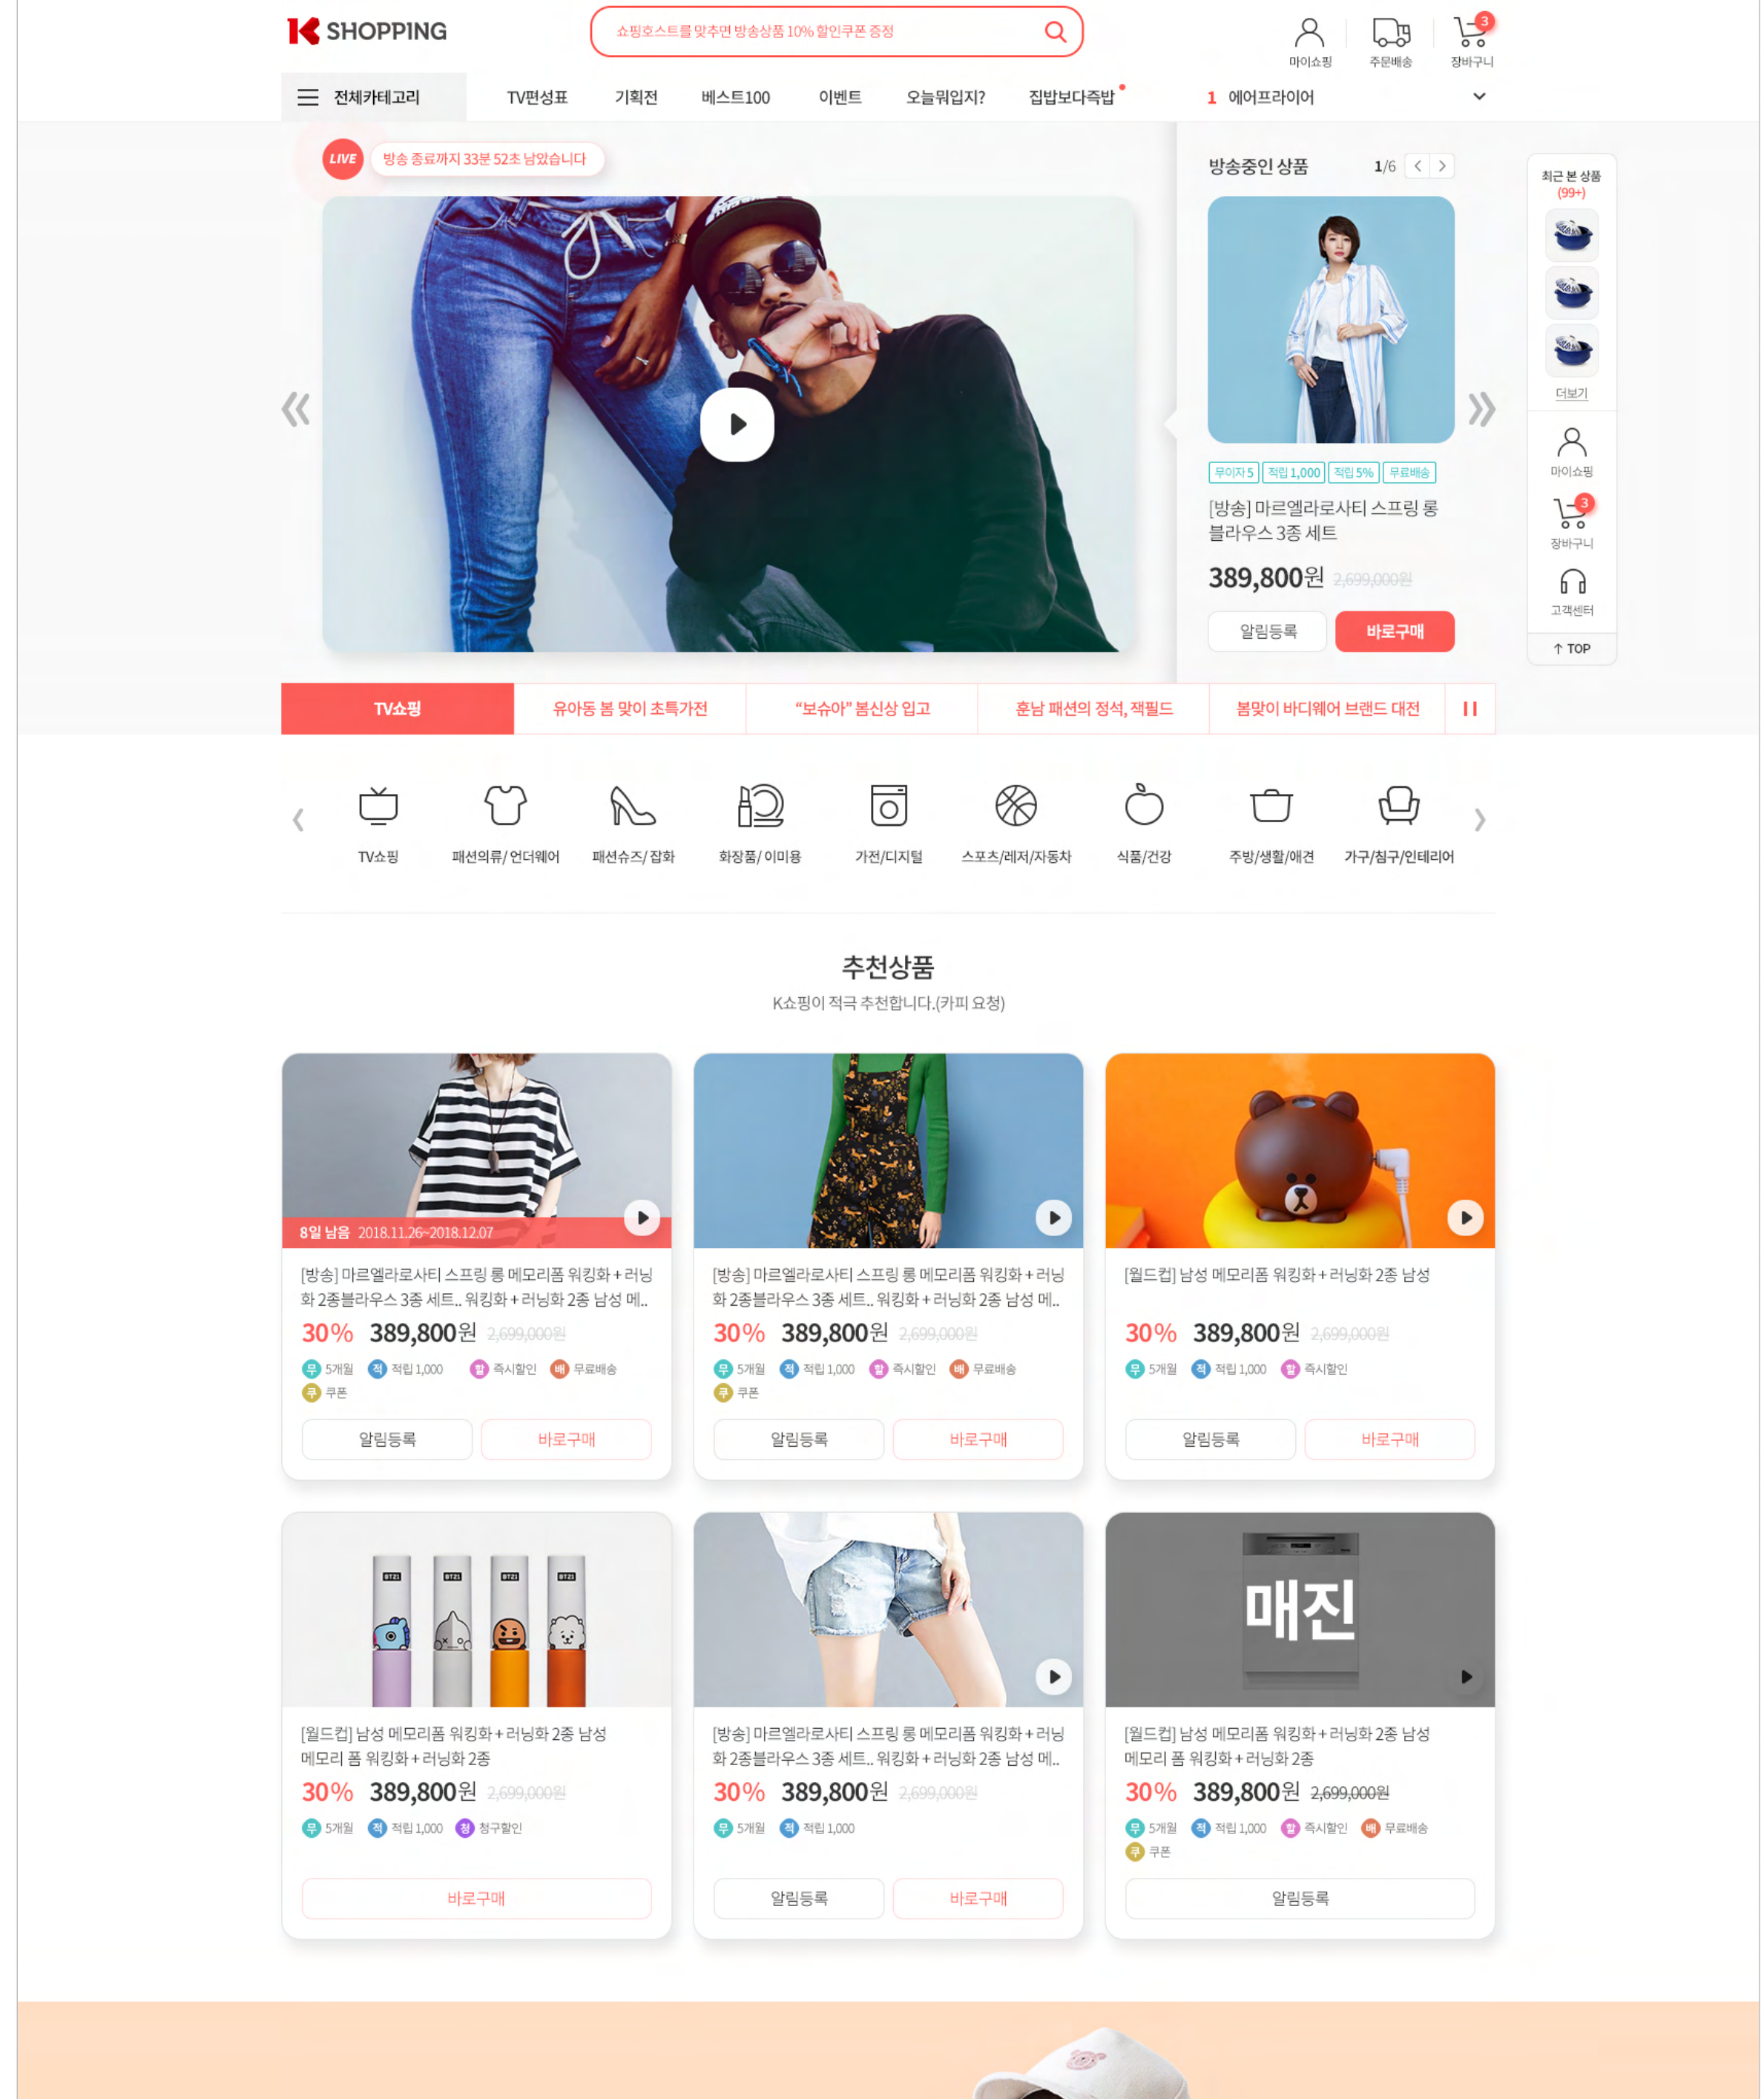 K SHOPPING
쇼핑호스트를 맞추면 방송상품 10% 할인쿠폰 증정
마이쇼핑
주문배송
3
장바구니
전체카테고리
TV편성표
기획전
베스트100
이벤트
오늘뭐입지?
집밥보다즉밥
1 에어프라이어
LIVE
방송 종료까지 33분 52초 남았습니다
방송중인 상품
1/6
무이자 5
적립 1,000
적립 5%
무료배송
[방송] 마르엘라로사티 스프링 롱
블라우스 3종 세트
389,800원 2,699,000원
알림등록
바로구매
최근 본 상품
(99+)
더보기
마이쇼핑
3
장바구니
고객센터
↑ TOP
TV쇼핑
유아동 봄 맞이 초특가전
“보슈아” 봄신상 입고
훈남 패션의 정석, 잭필드
봄맞이 바디웨어 브랜드 대전
TV쇼핑
패션의류/ 언더웨어
패션슈즈/ 잡화
화장품/ 이미용
가전/디지털
스포츠/레저/자동차
식품/건강
주방/생활/애견
가구/침구/인테리어
추천상품
K쇼핑이 적극 추천합니다.(카피 요청)
8일 남음 2018.11.26~2018.12.07
[방송] 마르엘라로사티 스프링 롱 메모리폼 워킹화 + 러닝
화 2종블라우스 3종 세트.. 워킹화 + 러닝화 2종 남성 메..
30% 389,800원 2,699,000원
무 5개월 적 적립 1,000 할 즉시할인 배 무료배송
쿠 쿠폰
알림등록
바로구매
[방송] 마르엘라로사티 스프링 롱 메모리폼 워킹화 + 러닝
화 2종블라우스 3종 세트.. 워킹화 + 러닝화 2종 남성 메..
30% 389,800원 2,699,000원
무 5개월 적 적립 1,000 할 즉시할인 배 무료배송
쿠 쿠폰
알림등록
바로구매
[월드컵] 남성 메모리폼 워킹화 + 러닝화 2종 남성
30% 389,800원 2,699,000원
무 5개월 적 적립 1,000 할 즉시할인
알림등록
바로구매
BT21
BT21
BT21
BT21
[월드컵] 남성 메모리폼 워킹화 + 러닝화 2종 남성
메모리 폼 워킹화 + 러닝화 2종
30% 389,800원 2,699,000원
무 5개월 적 적립 1,000 청 청구할인
바로구매
[방송] 마르엘라로사티 스프링 롱 메모리폼 워킹화 + 러닝
화 2종블라우스 3종 세트.. 워킹화 + 러닝화 2종 남성 메..
30% 389,800원 2,699,000원
무 5개월 적 적립 1,000
알림등록
바로구매
매진
[월드컵] 남성 메모리폼 워킹화 + 러닝화 2종 남성
메모리 폼 워킹화 + 러닝화 2종
30% 389,800원 2,699,000원
무 5개월 적 적립 1,000 할 즉시할인 배 무료배송
쿠 쿠폰
알림등록